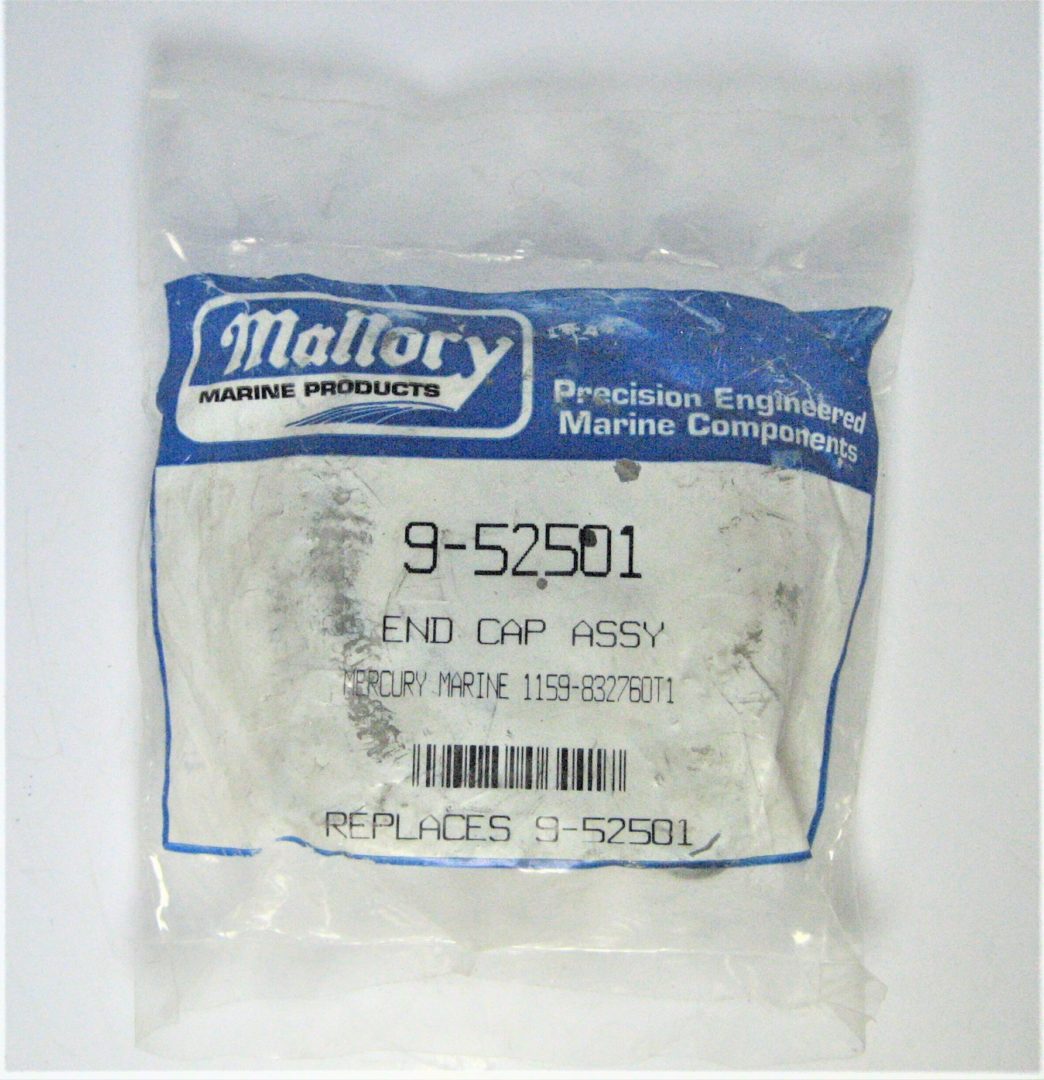 Mallory
MARINE PRODUCTS
Precision Engineered
Marine Components
9-52501
END CAP ASSY
MERCURY MARINE 1159-832760T1
REPLACES 9-52501